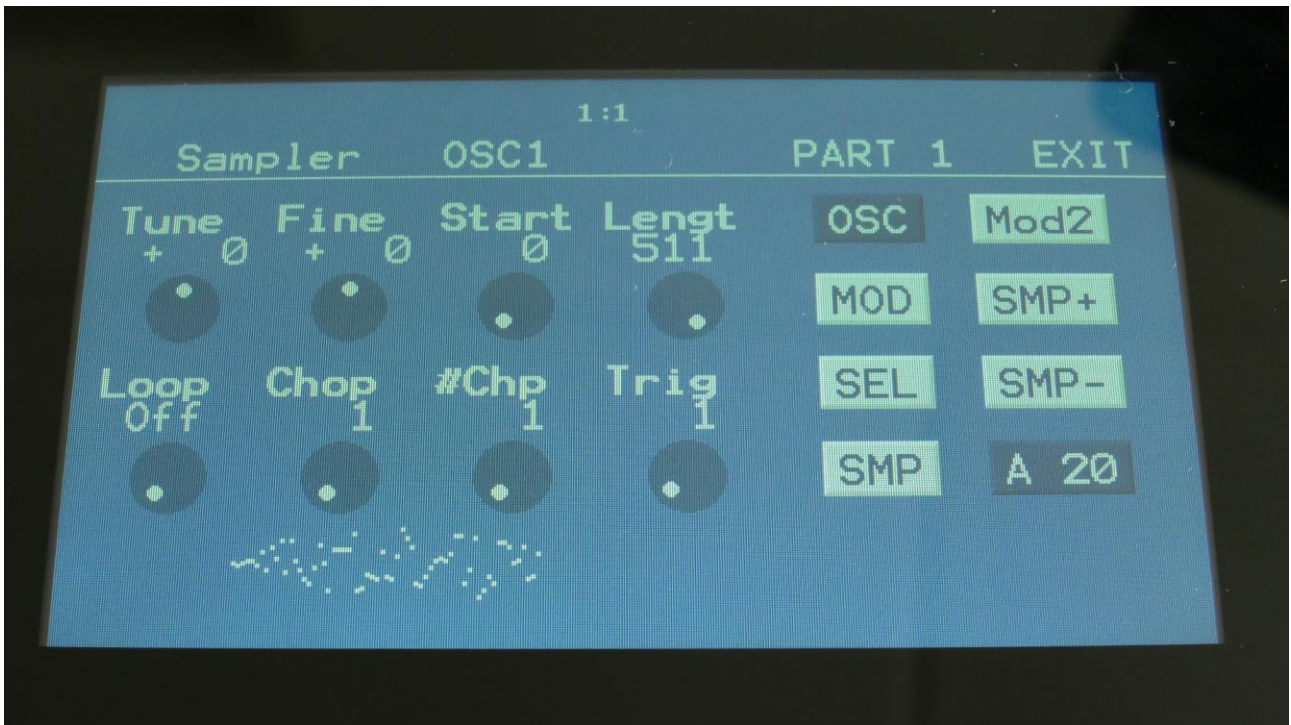 1:1
Sampler OSC1 PART 1 EXIT
Tune Fine Start Lengt OSC Mod2
+ 0 + 0 0 511
MOD SMP+
Loop Chop #Chp Trig SEL SMP-
Off 1 1 1
SMP A 20